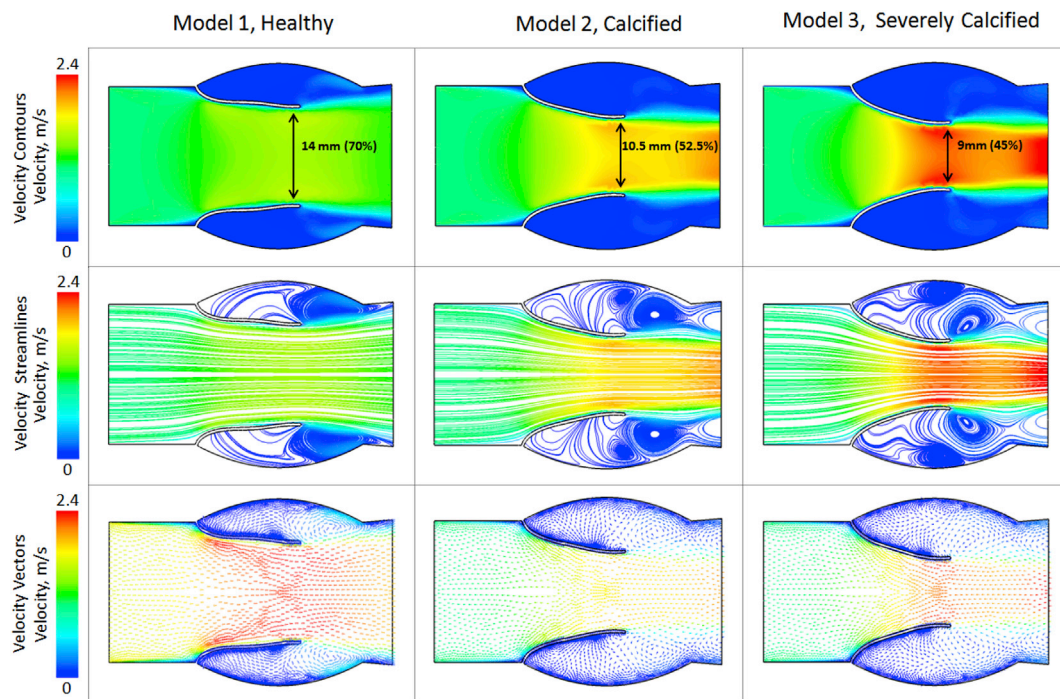 Model 1, Healthy
Model 2, Calcified
Model 3, Severely Calcified
Velocity Contours
Velocity, m/s
2.4
0
14 mm (70%)
10.5 mm (52.5%)
9mm (45%)
Velocity Streamlines
Velocity, m/s
2.4
0
Velocity Vectors
Velocity, m/s
2.4
0